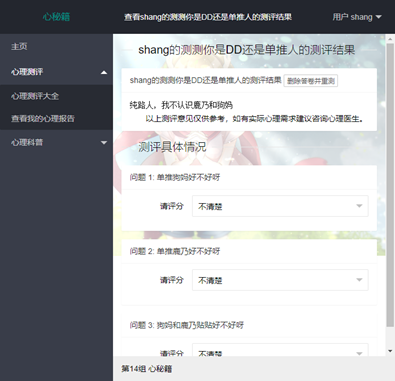 心秘籍
查看shang的测测你是DD还是单推人的测评结果
用户 shang
主页
心理测评
心理测评大全
查看我的心理报告
心理科普
shang的测测你是DD还是单推人的测评结果
shang的测测你是DD还是单推人的测评结果 删除答卷并重测
纯路人，我不认识鹿乃和狗妈
以上测评意见仅供参考，如有实际心理需求建议咨询心理医生。
测评具体情况
问题 1: 单推狗妈好不好呀
请评分 不清楚
问题 2: 单推鹿乃好不好呀
请评分 不清楚
问题 3: 狗妈和鹿乃贴贴好不好呀
请评分 不清楚
第14组 心秘籍